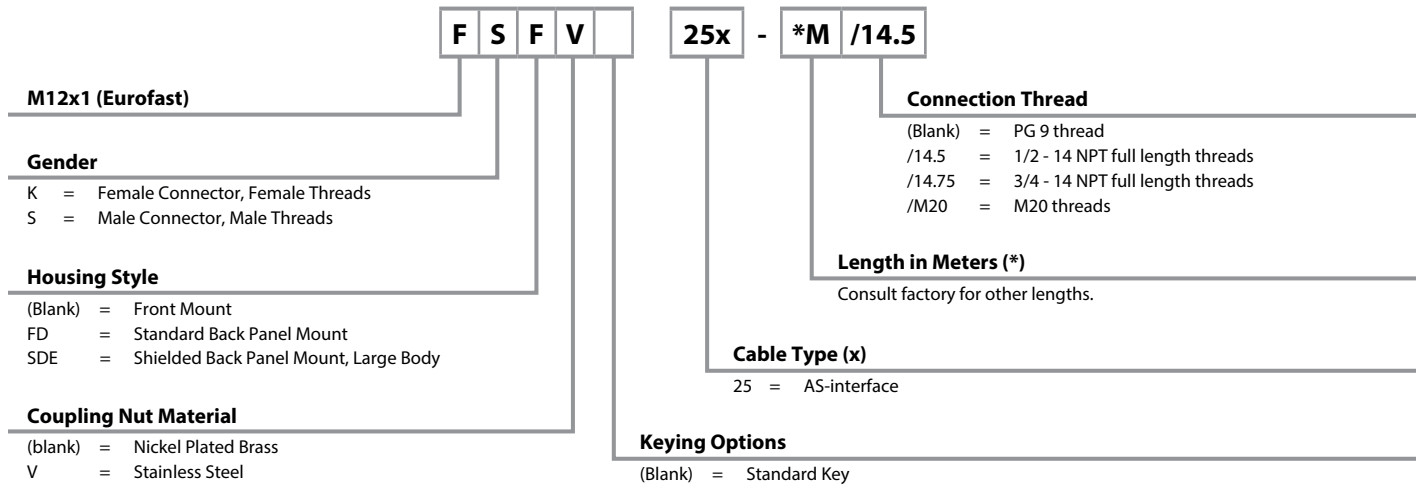 F S F V 25x - *M /14.5
M12x1 (Eurofast)
Gender
K = Female Connector, Female Threads
S = Male Connector, Male Threads
Housing Style
(Blank) = Front Mount
FD = Standard Back Panel Mount
SDE = Shielded Back Panel Mount, Large Body
Coupling Nut Material
(blank) = Nickel Plated Brass
V = Stainless Steel
Connection Thread
(Blank) = PG 9 thread
/14.5 = 1/2 - 14 NPT full length threads
/14.75 = 3/4 - 14 NPT full length threads
/M20 = M20 threads
Length in Meters (*)
Consult factory for other lengths.
Cable Type (x)
25 = AS-interface
Keying Options
(Blank) = Standard Key